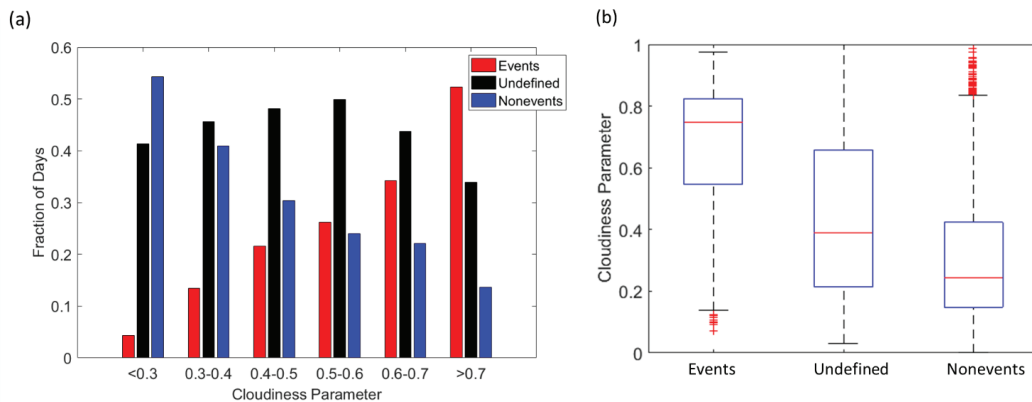 (a)
(b)
0.6
0.5
0.4
0.3
0.2
0.1
0
Fraction of Days
Events
Undefined
Nonevents
<0.3
0.3-0.4
0.4-0.5
0.5-0.6
0.6-0.7
>0.7
Cloudiness Parameter
1
0.8
0.6
0.4
0.2
0
Cloudiness Parameter
Events
Undefined
Nonevents